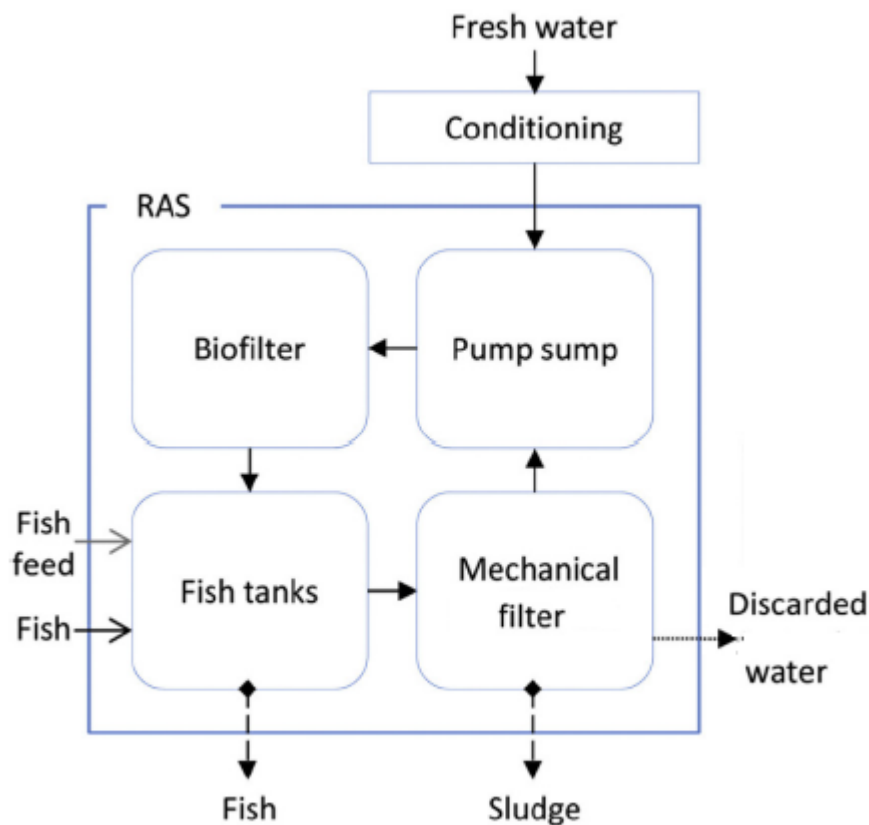 Fresh water
Conditioning
RAS
Biofilter
Pump sump
Fish
feed
Fish
Fish tanks
Mechanical
filter
Discarded
water
Fish
Sludge